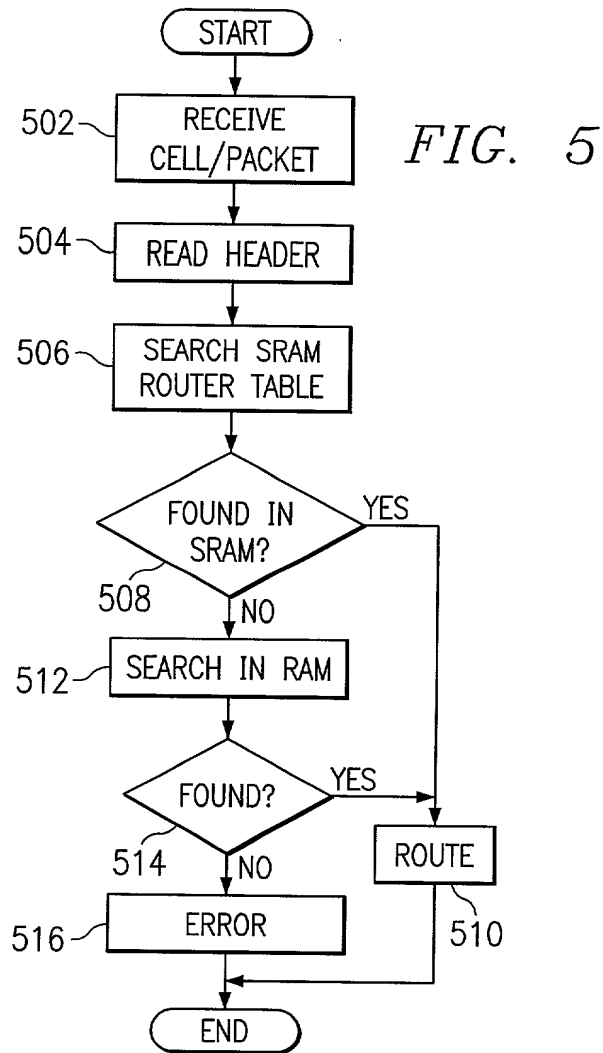 START
502
RECEIVE
CELL/PACKET
FIG. 5
504
READ HEADER
506
SEARCH SRAM
ROUTER TABLE
FOUND IN
SRAM?
YES
508
NO
512
SEARCH IN RAM
FOUND?
YES
514
NO
ROUTE
510
516
ERROR
END